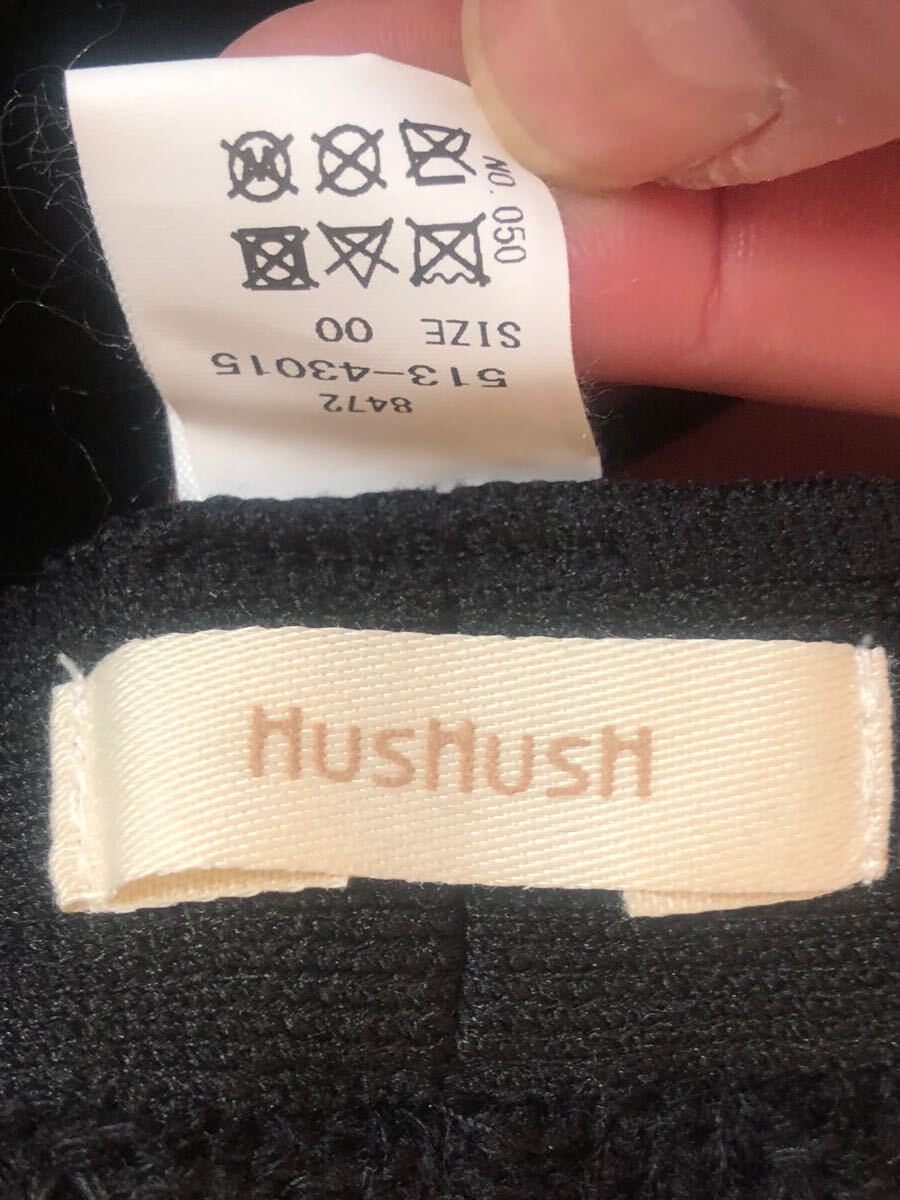 8472
513-43015
SIZE 00
NO. 050
W
HusHusH